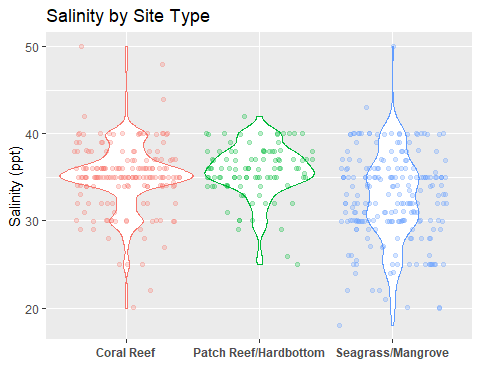 Salinity by Site Type
Salinity (ppt)
50
40
30
20
Coral Reef Patch Reef/Hardbottom Seagrass/Mangrove